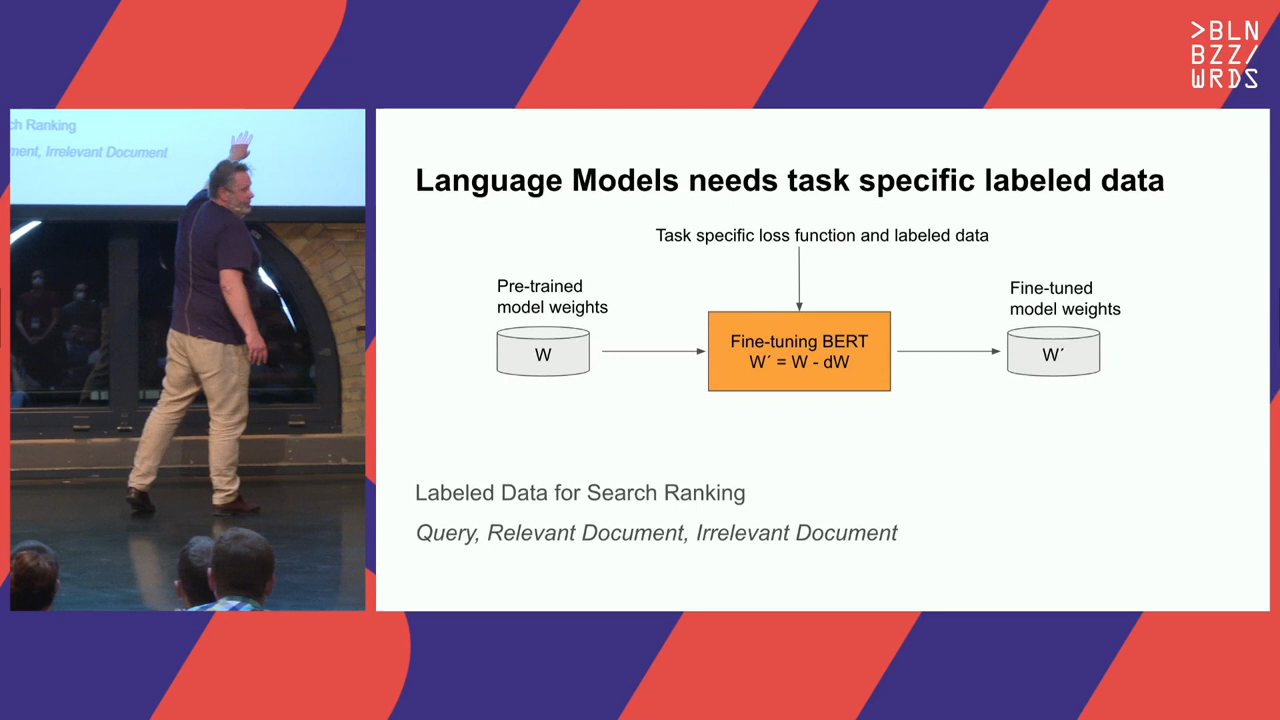 >BLN
BZZ/
WRDS
ch Ranking
ment, Irrelevant Document
Language Models needs task specific labeled data
Task specific loss function and labeled data
Pre-trained
model weights
W
Fine-tuning BERT
W´ = W - dW
Fine-tuned
model weights
W´
Labeled Data for Search Ranking
Query, Relevant Document, Irrelevant Document